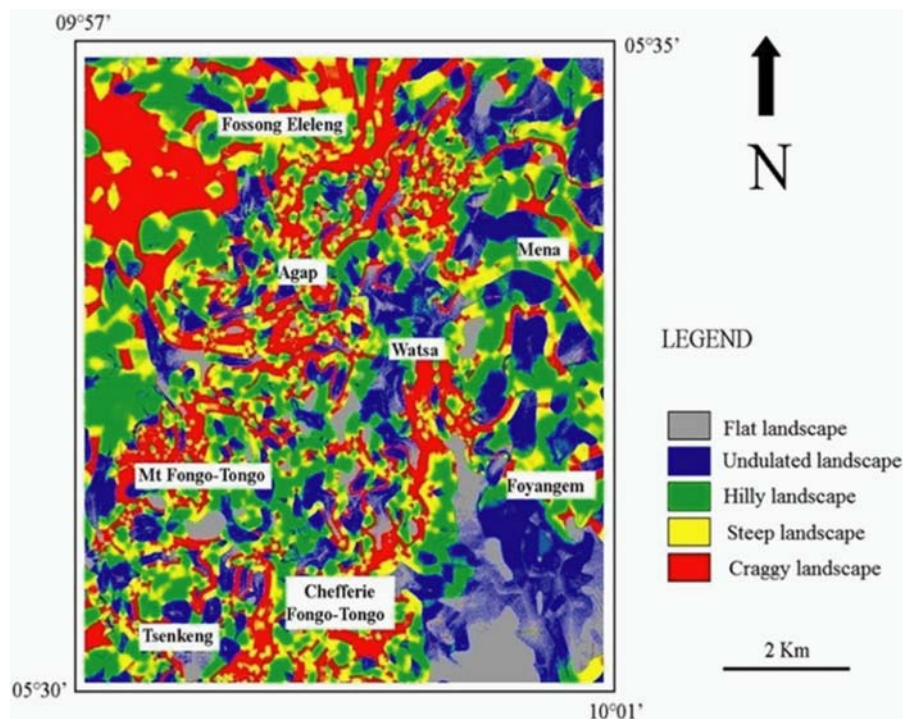 09°57’
05°35’
N
Fossong Eleleng
Mena
Agap
Watsa
LEGEND
Flat landscape
Undulated landscape
Hilly landscape
Steep landscape
Craggy landscape
Mt Fongo-Tongo
Foyangem
Chefferie
Fongo-Tongo
Tsenkeng
2 Km
05°30’
10°01’